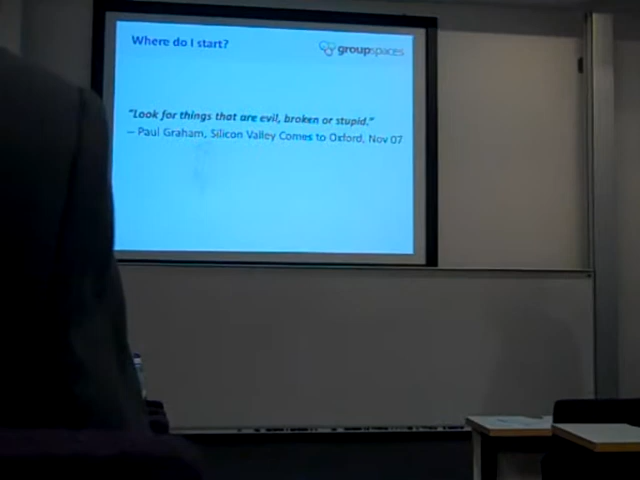 Where do I start?
groupspaces
"Look for things that are evil, broken or stupid."
– Paul Graham, Silicon Valley Comes to Oxford, Nov 07